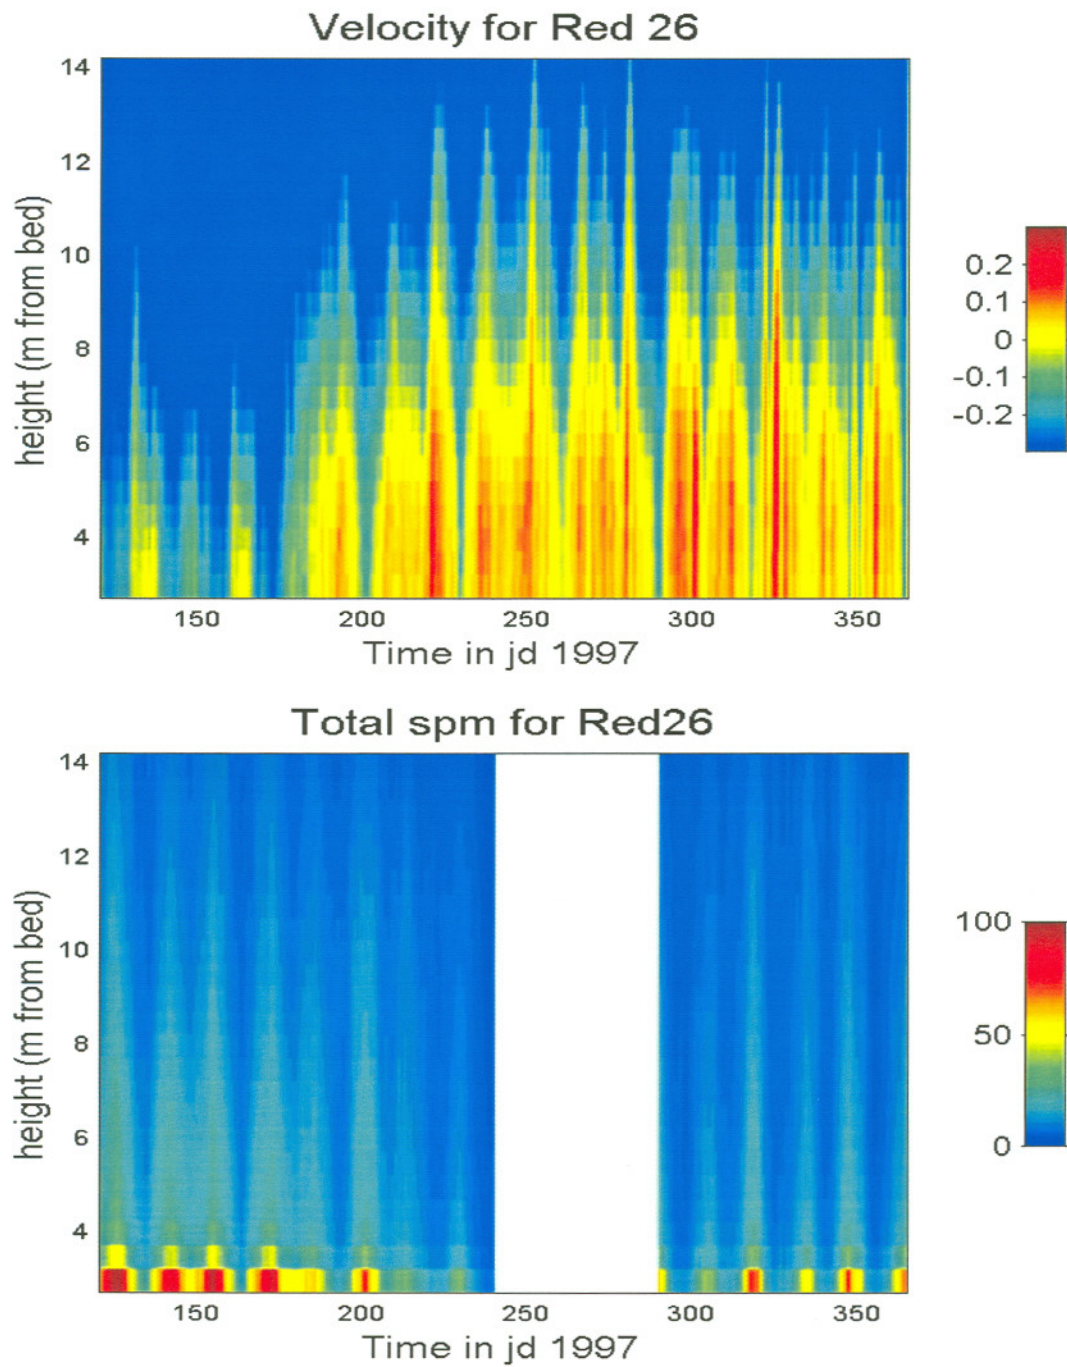 Velocity for Red 26
14
12
10
8
6
4
height (m from bed)
150 200 250 300 350
Time in jd 1997
0.2
0.1
0
-0.1
-0.2
Total spm for Red26
14
12
10
8
6
4
height (m from bed)
150 200 250 300 350
Time in jd 1997
100
50
0